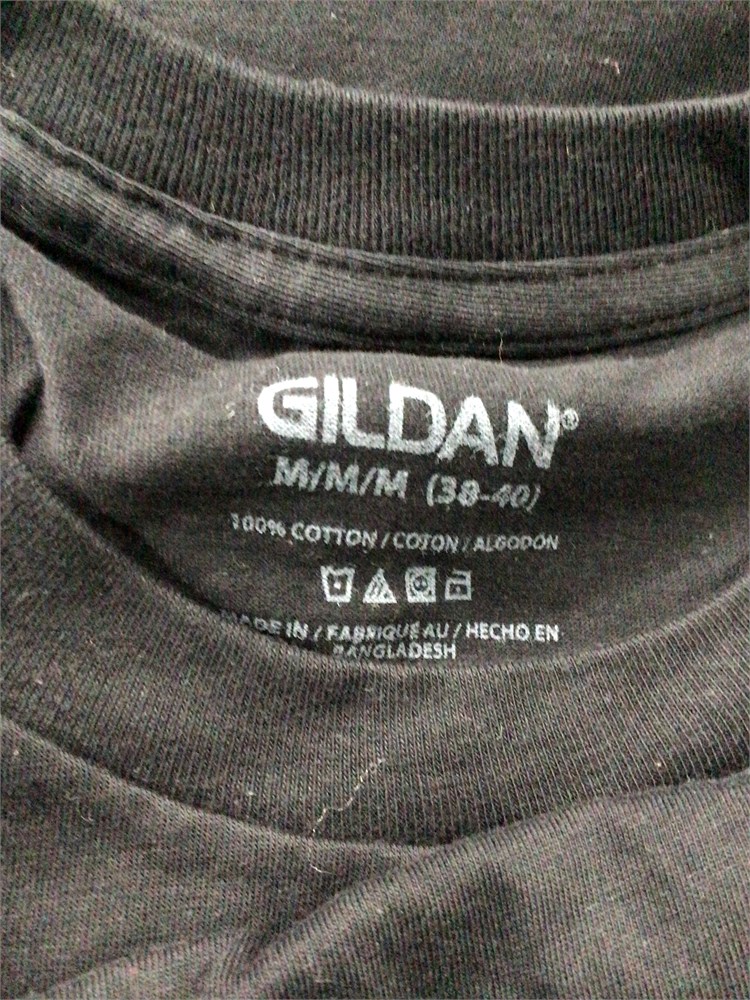 GILDAN®
M/M/M (38-40)
100% COTTON / COTON / ALGODÓN
MADE IN / FABRIQUÉ AU / HECHO EN
BANGLADESH